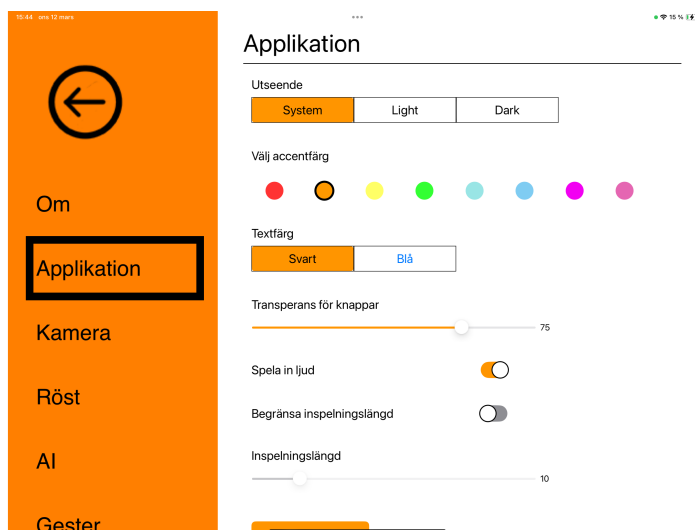 15:44 ons 12 mars
15 %
Applikation
Om
Applikation
Kamera
Röst
AI
Gester
Utseende
System Light Dark
Välj accentfärg
Textfärg
Svart Blå
Transperans för knappar
75
Spela in ljud
Begränsa inspelningslängd
Inspelningslängd
10